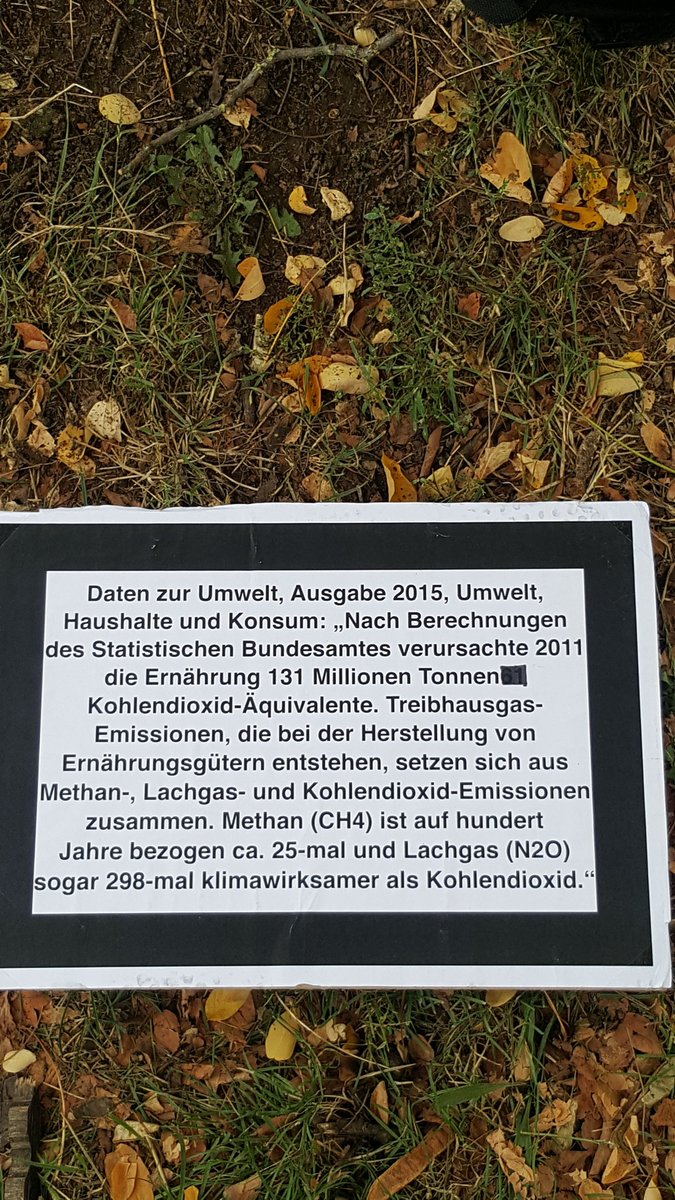 Daten zur Umwelt, Ausgabe 2015, Umwelt,
Haushalte und Konsum: „Nach Berechnungen
des Statistischen Bundesamtes verursachte 2011
die Ernährung 131 Millionen Tonnen61
Kohlendioxid-Äquivalente. Treibhausgas-
Emissionen, die bei der Herstellung von
Ernährungsgütern entstehen, setzen sich aus
Methan-, Lachgas- und Kohlendioxid-Emissionen
zusammen. Methan (CH4) ist auf hundert
Jahre bezogen ca. 25-mal und Lachgas (N2O)
sogar 298-mal klimawirksamer als Kohlendioxid.“